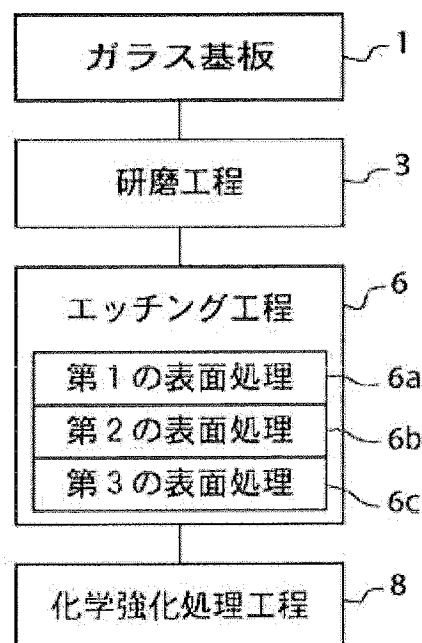 ガラス基板
1
研磨工程
3
エッチング工程
6
第1の表面処理
6a
第2の表面処理
6b
第3の表面処理
6c
化学強化処理工程
8